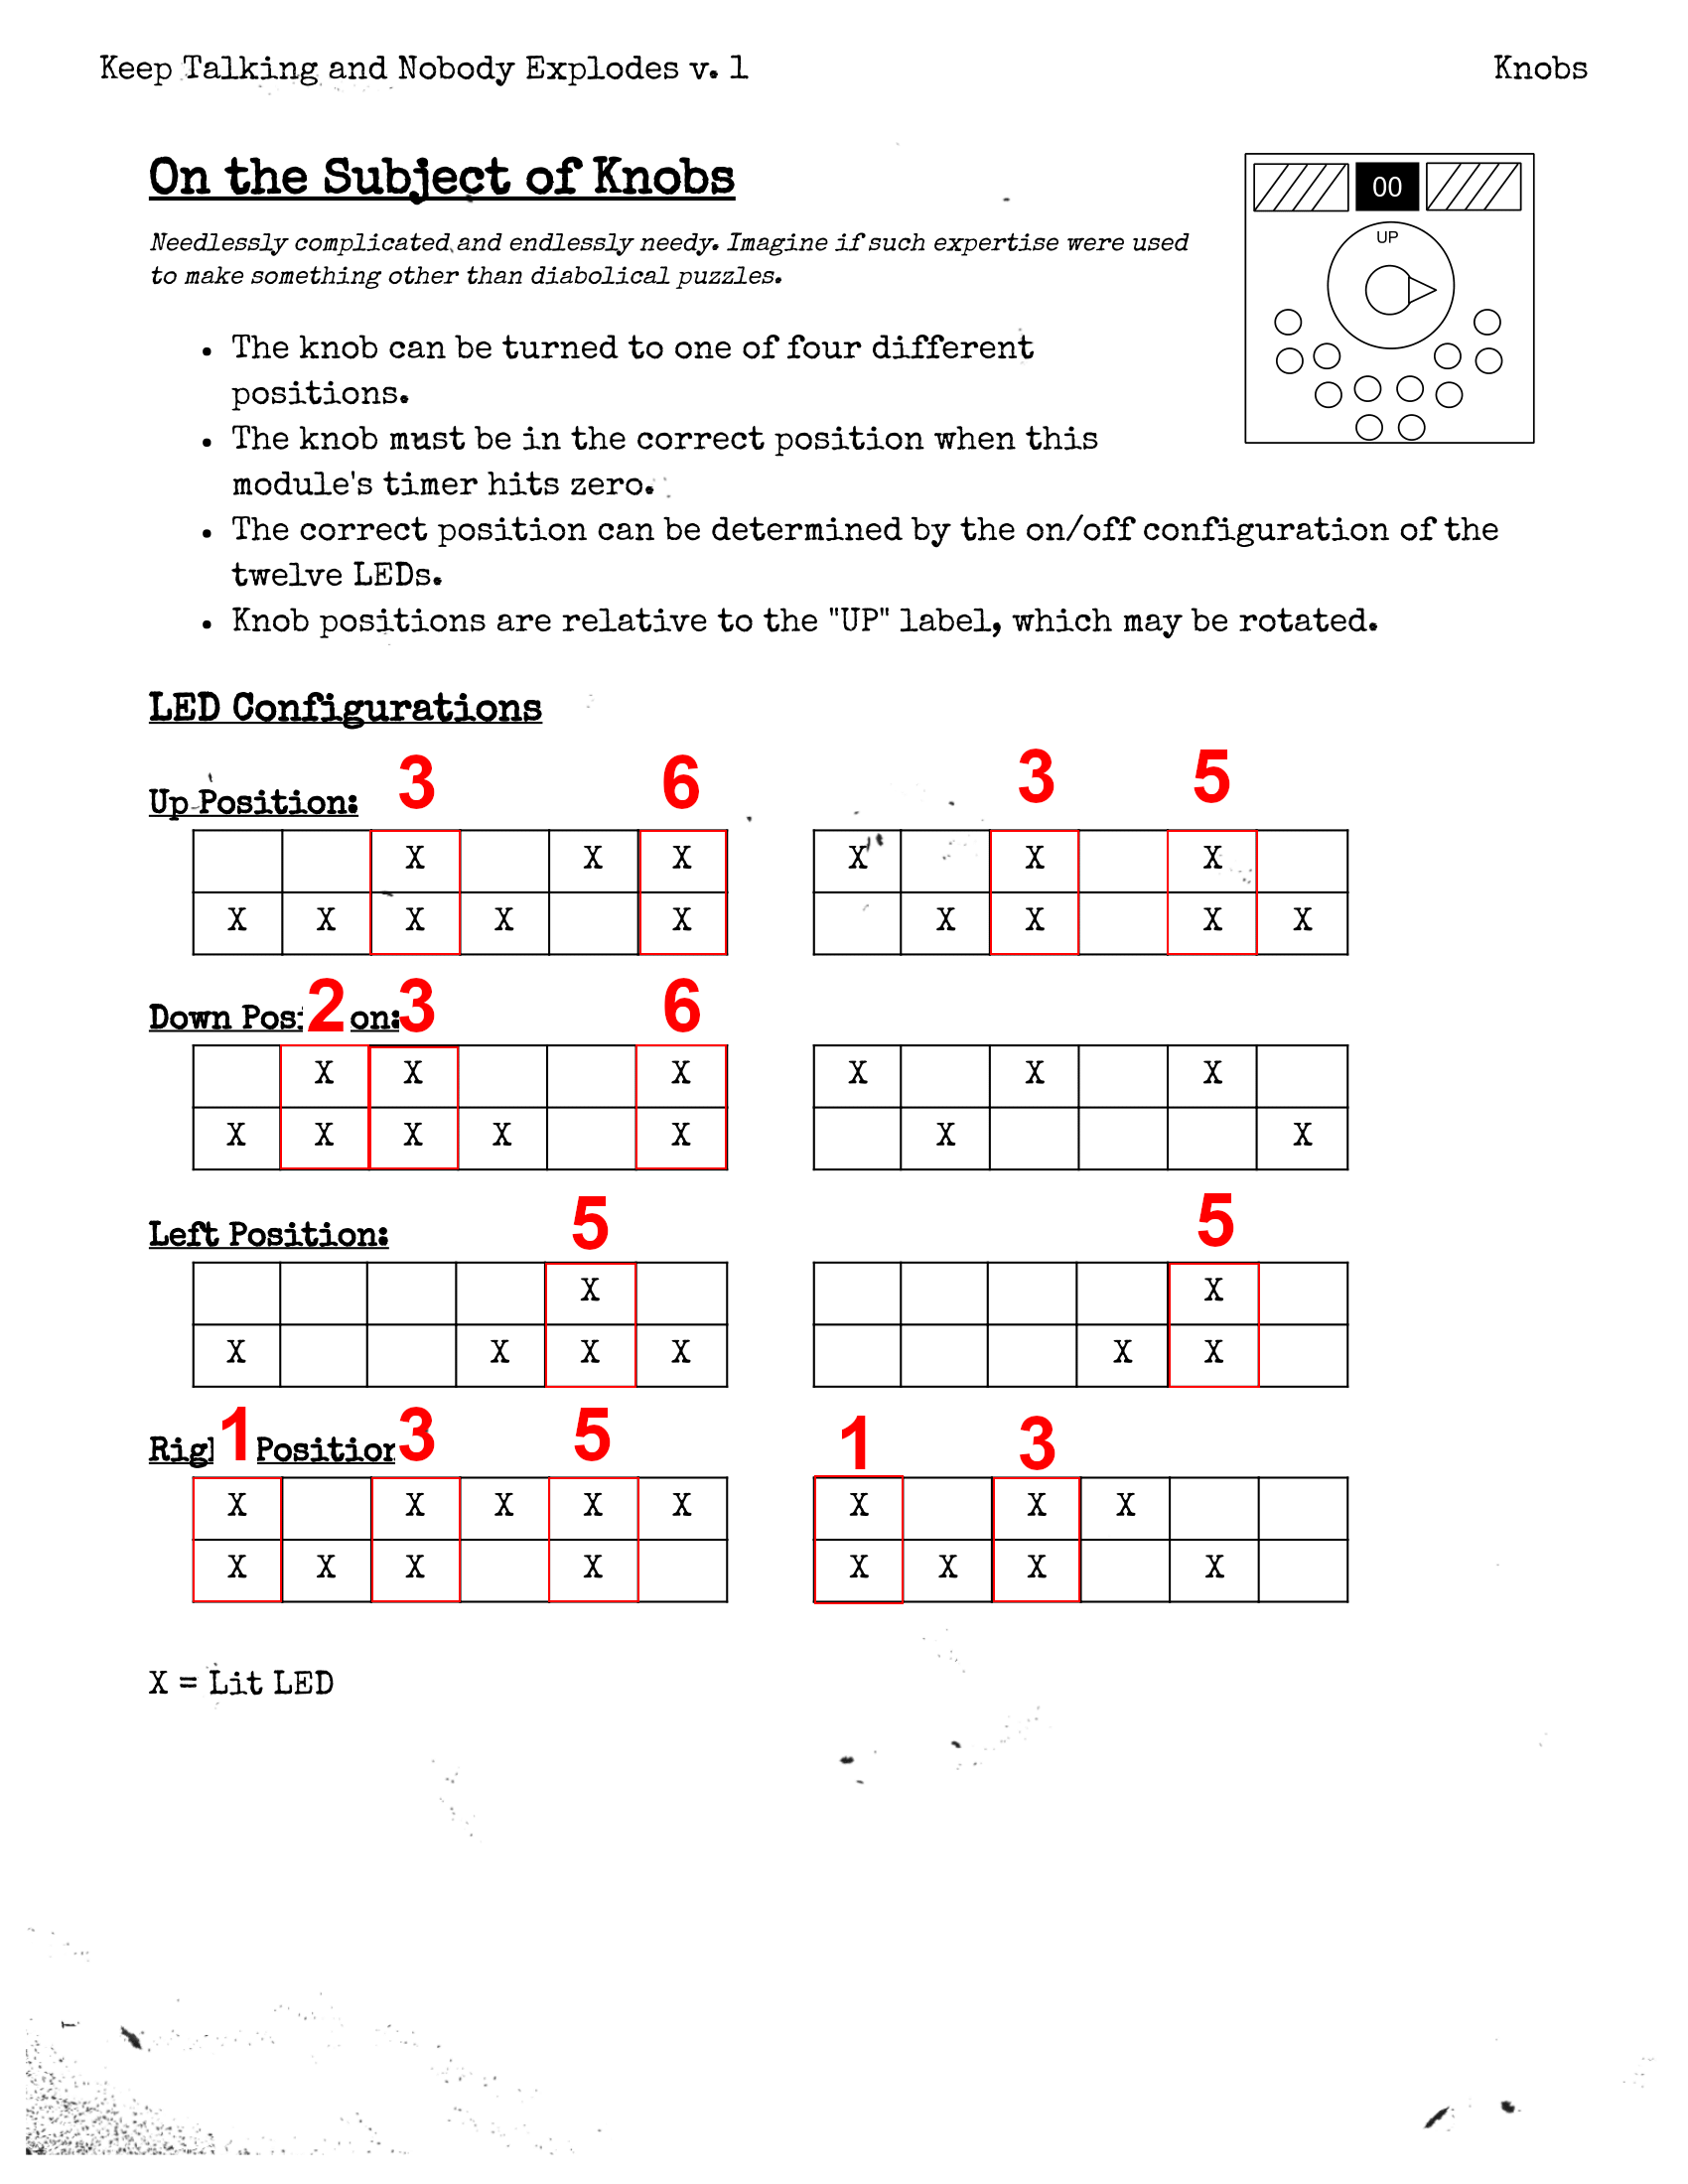 Keep Talking and Nobody Explodes v. 1 Knobs
On the Subject of Knobs
00
UP
Needlessly complicated and endlessly needy. Imagine if such expertise were used
to make something other than diabolical puzzles.
• The knob can be turned to one of four different
positions.
• The knob must be in the correct position when this
module's timer hits zero.
• The correct position can be determined by the on/off configuration of the
twelve LEDs.
• Knob positions are relative to the "UP" label, which may be rotated.
LED Configurations
3 6 3 5
Up Position:
X X X X X X
X X X X X X X X X
2 3 6
Down Pos on:
X X X X X X
X X X X X X X
5 5
Left Position:
X X
X X X X X X
1 3 5 1 3
Rig Position
X X X X X X X X
X X X X X X X X
X = Lit LED